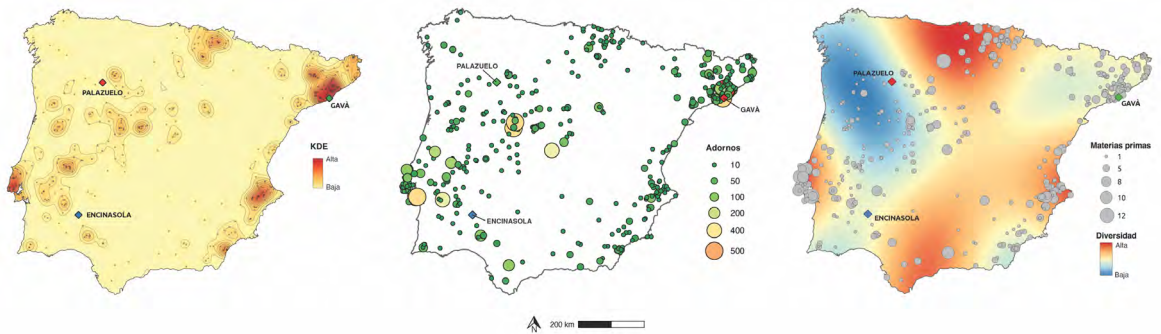 PALAZUELO
GAVÀ
KDE
Alta
Baja
ENCINASOLA
PALAZUELO
GAVÀ
Adornos
10
50
100
200
400
500
ENCINASOLA
PALAZUELO
GAVÀ
Materias primas
1
5
8
10
12
ENCINASOLA
Diversidad
Alta
Baja
N
200 km